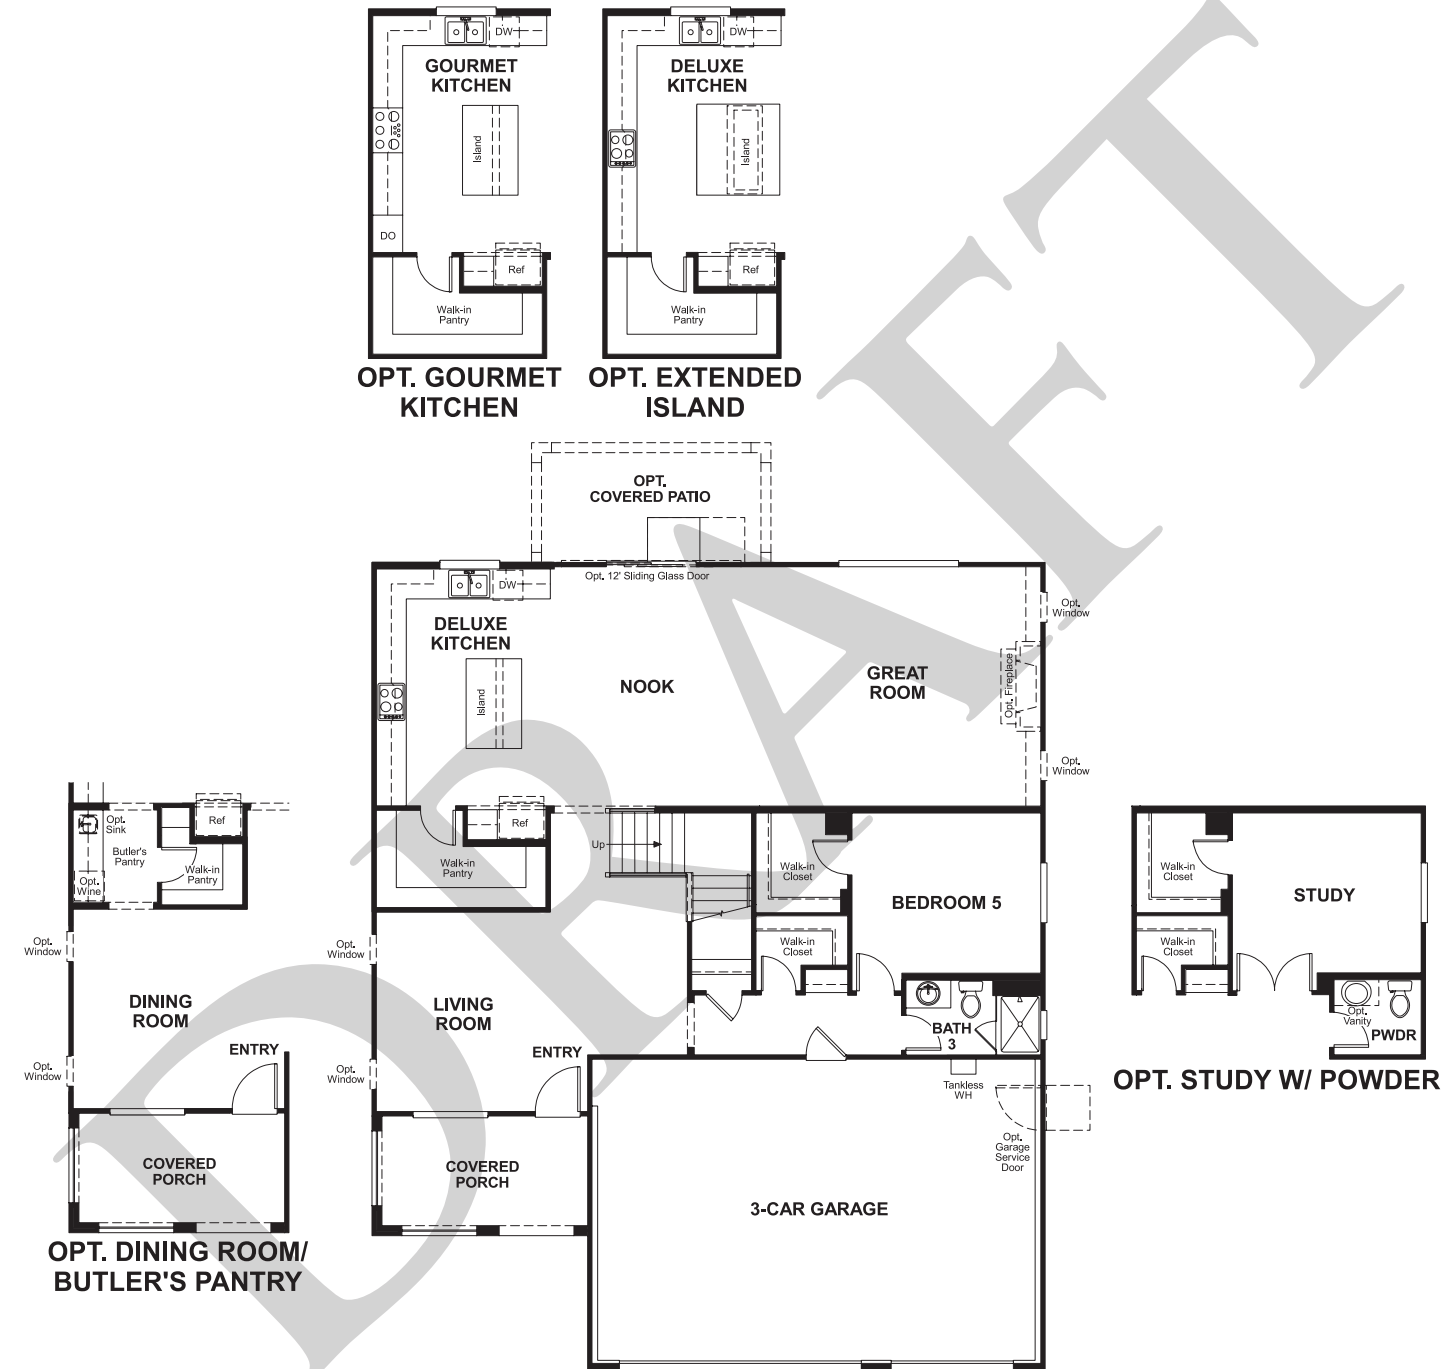 DW
GOURMET
KITCHEN
Island
DO
Ref
Walk-in
Pantry
OPT. GOURMET
KITCHEN
DW
DELUXE
KITCHEN
Island
Ref
Walk-in
Pantry
OPT. EXTENDED
ISLAND
OPT.
COVERED PATIO
Opt. 12' Sliding Glass Door
DW
DELUXE
KITCHEN
Island
NOOK
GREAT
ROOM
Opt. Fireplace
Opt.
Window
Opt.
Window
Ref
Walk-in
Pantry
Up
Walk-in
Closet
BEDROOM 5
Walk-in
Closet
Opt.
Window
LIVING
ROOM
BATH
3
ENTRY
Opt.
Window
Tankless
WH
Opt.
Garage
Service
Door
COVERED
PORCH
3-CAR GARAGE
Opt.
Sink
Ref
Butler's
Pantry
Walk-in
Pantry
Opt.
Wine
Opt.
Window
DINING
ROOM
ENTRY
Opt.
Window
COVERED
PORCH
OPT. DINING ROOM/
BUTLER'S PANTRY
Walk-in
Closet
STUDY
Walk-in
Closet
Opt.
Vanity
PWDR
OPT. STUDY W/ POWDER
DRAFT